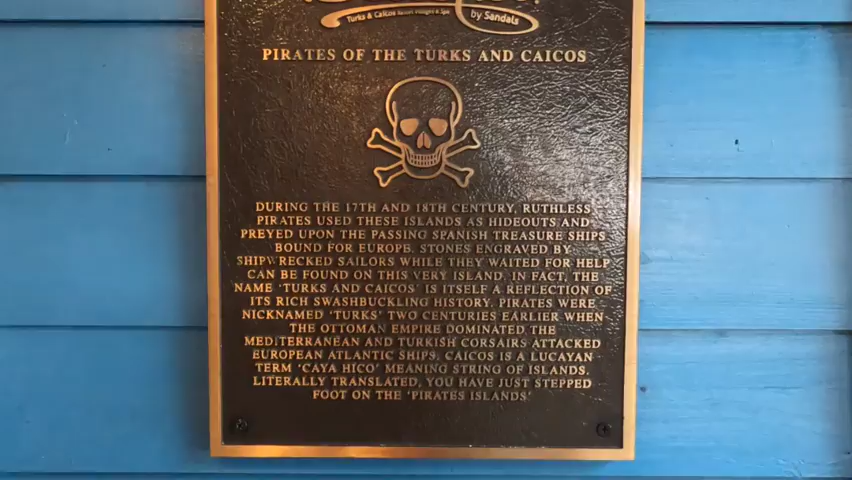 Turks & Caicos Resort Villages & Spa
by Sandals
PIRATES OF THE TURKS AND CAICOS
DURING THE 17TH AND 18TH CENTURY, RUTHLESS
PIRATES USED THESE ISLANDS AS HIDEOUTS AND
PREYED UPON THE PASSING SPANISH TREASURE SHIPS
BOUND FOR EUROPE. STONES ENGRAVED BY
SHIPWRECKED SAILORS WHILE THEY WAITED FOR HELP
CAN BE FOUND ON THIS VERY ISLAND. IN FACT, THE
NAME 'TURKS AND CAICOS' IS ITSELF A REFLECTION OF
ITS RICH SWASHBUCKLING HISTORY. PIRATES WERE
NICKNAMED 'TURKS' TWO CENTURIES EARLIER WHEN
THE OTTOMAN EMPIRE DOMINATED THE
MEDITERRANEAN AND TURKISH CORSAIRS ATTACKED
EUROPEAN ATLANTIC SHIPS. CAICOS IS A LUCAYAN
TERM 'CAYA HICO' MEANING STRING OF ISLANDS.
LITERALLY TRANSLATED, YOU HAVE JUST STEPPED
FOOT ON THE 'PIRATES ISLANDS.'